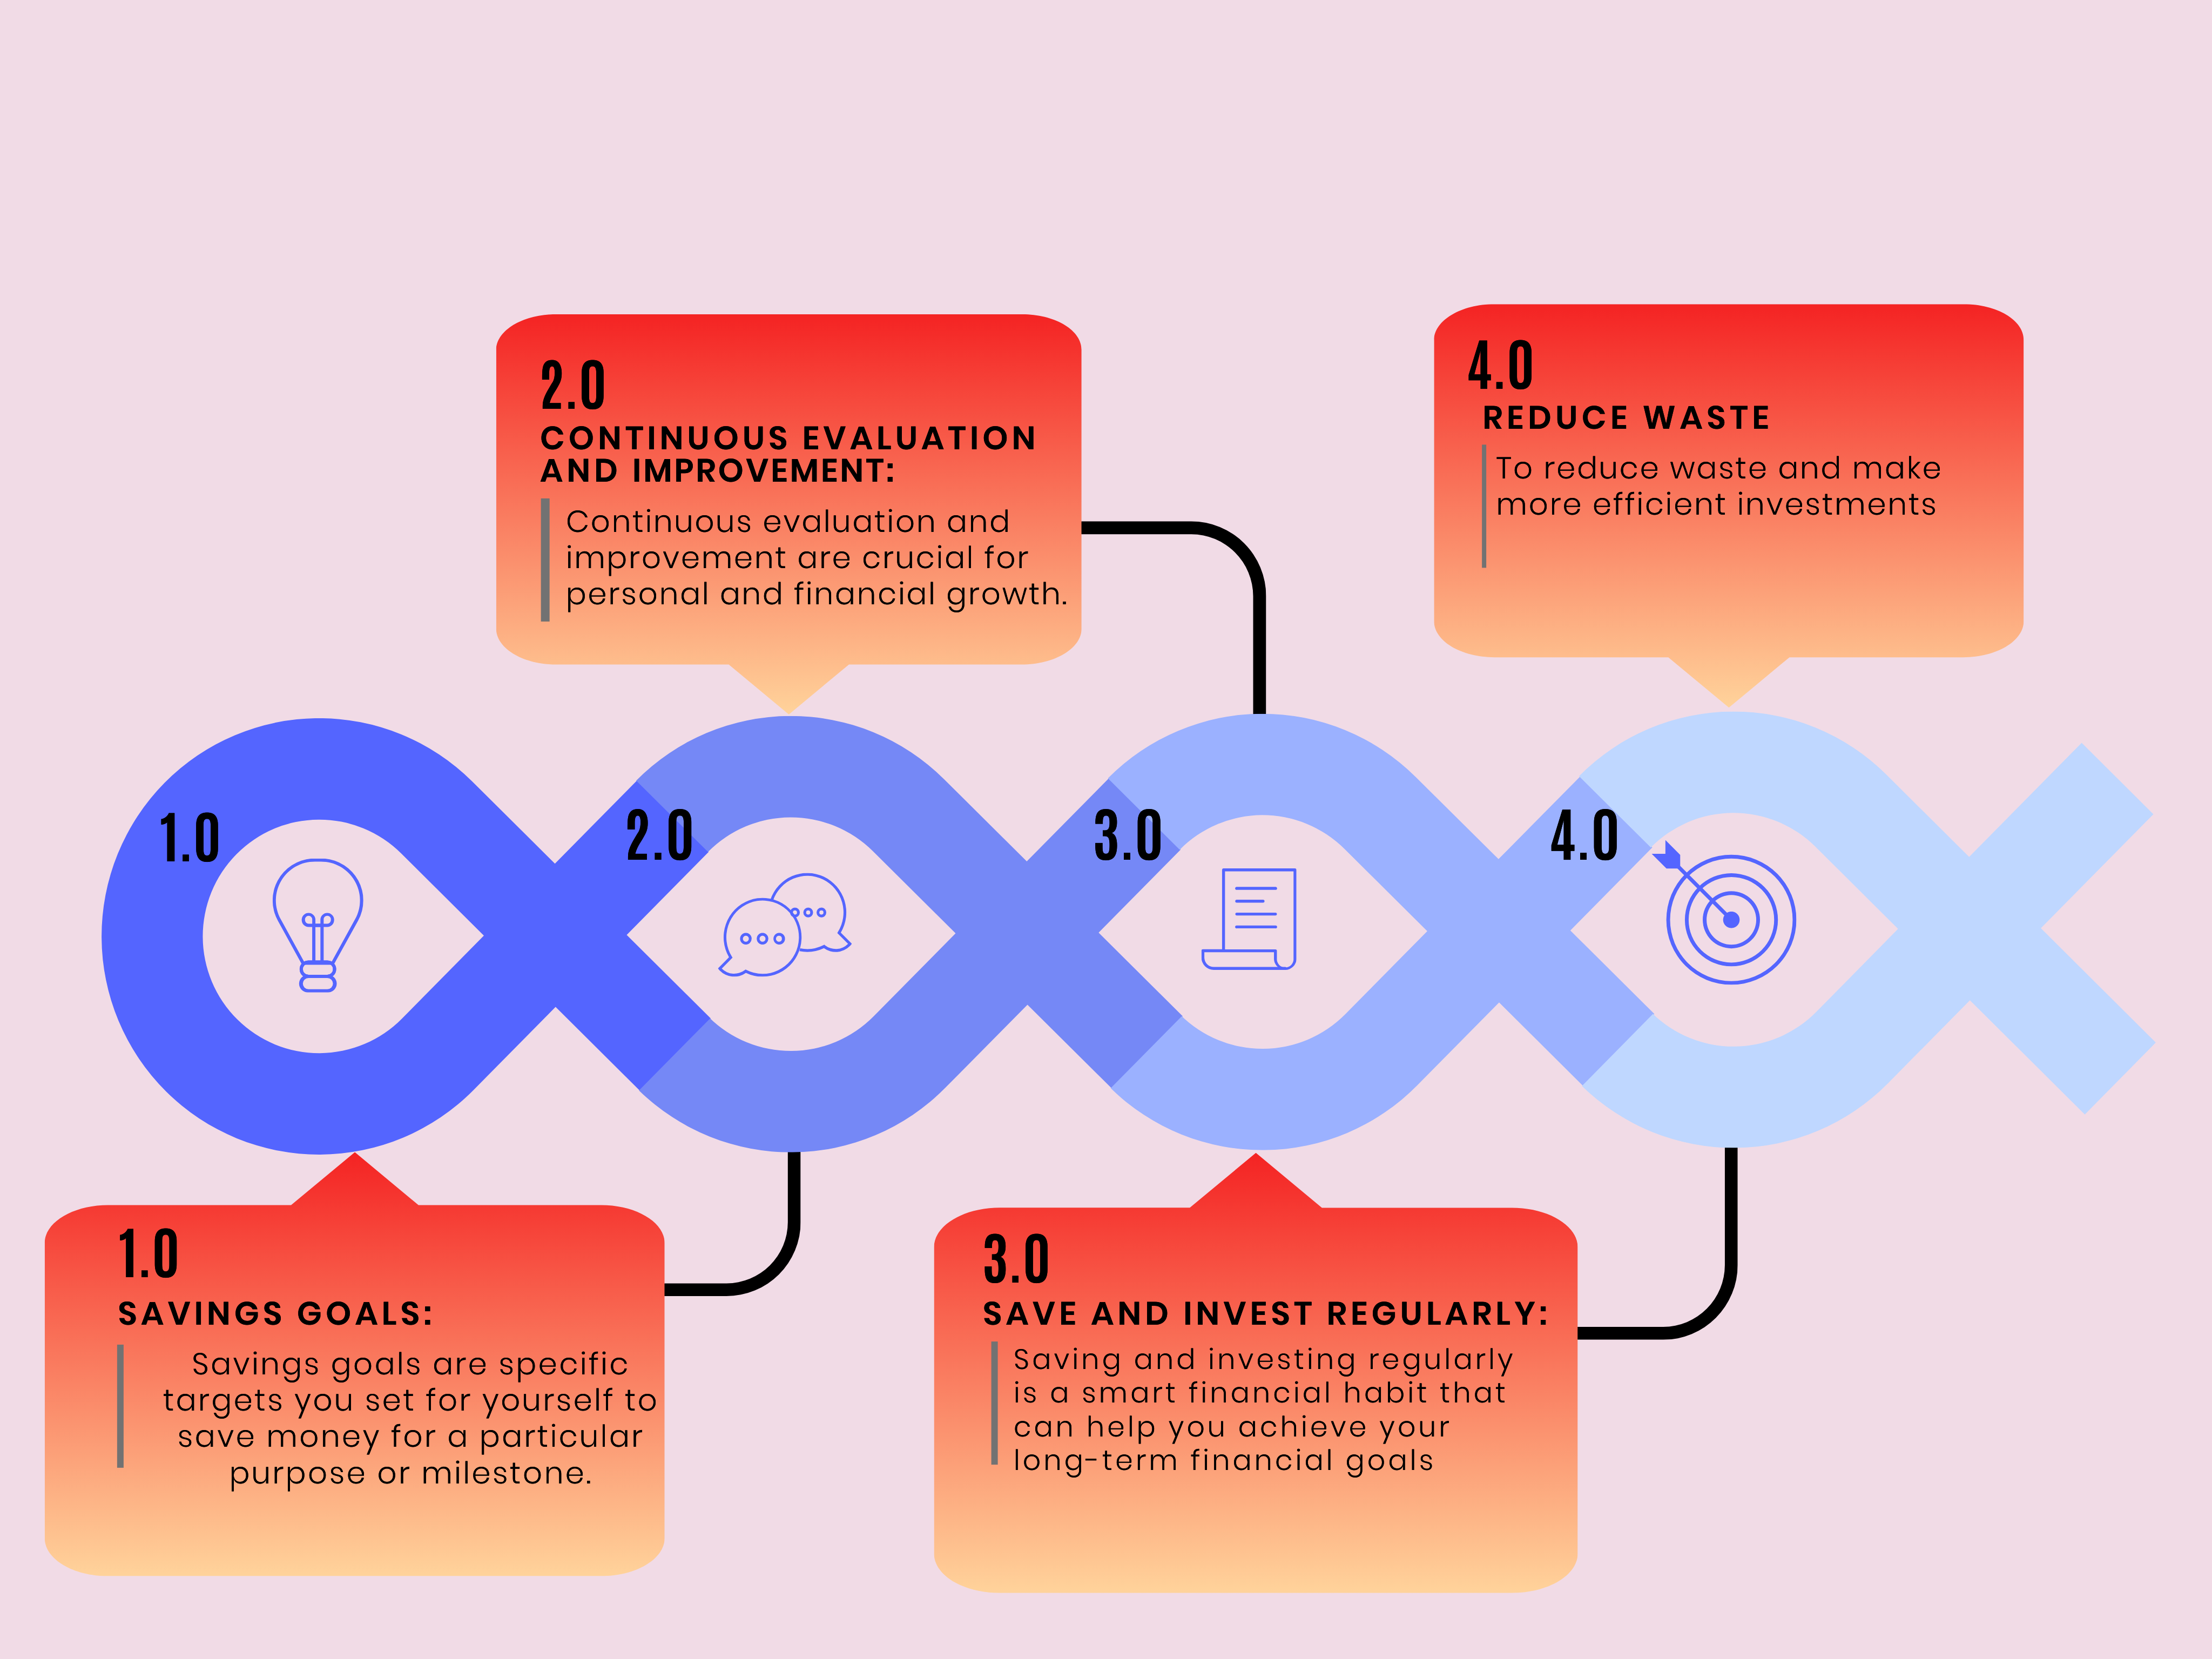 2.0
CONTINUOUS EVALUATION
AND IMPROVEMENT:
Continuous evaluation and
improvement are crucial for
personal and financial growth.
4.0
REDUCE WASTE
To reduce waste and make
more efficient investments
1.0
2.0
3.0
4.0
1.0
SAVINGS GOALS:
Savings goals are specific
targets you set for yourself to
save money for a particular
purpose or milestone.
3.0
SAVE AND INVEST REGULARLY:
Saving and investing regularly
is a smart financial habit that
can help you achieve your
long-term financial goals